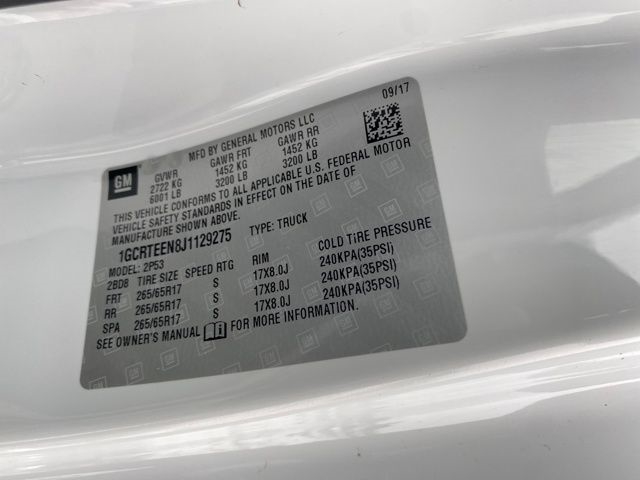 09/17
MFD BY GENERAL MOTORS LLC
GM
GVWR GAWR FRT GAWR RR
2722 KG 1452 KG 1452 KG
6001 LB 3200 LB 3200 LB
THIS VEHICLE CONFORMS TO ALL APPLICABLE U.S. FEDERAL MOTOR
VEHICLE SAFETY STANDARDS IN EFFECT ON THE DATE OF
MANUFACTURE SHOWN ABOVE.
1GCRTEEN8J1129275 TYPE: TRUCK
MODEL: 2P53
2BD8 TIRE SIZE SPEED RTG RIM COLD TIRE PRESSURE
FRT 265/65R17 S 17X8.0J 240KPA(35PSI)
RR 265/65R17 S 17X8.0J 240KPA(35PSI)
SPA 265/65R17 S 17X8.0J 240KPA(35PSI)
SEE OWNER'S MANUAL FOR MORE INFORMATION.